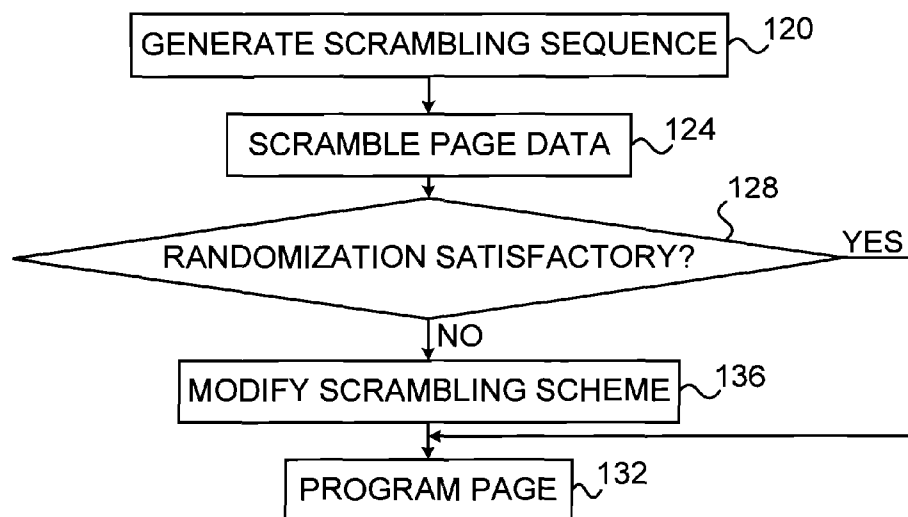 GENERATE SCRAMBLING SEQUENCE 120
SCRAMBLE PAGE DATA 124
128
RANDOMIZATION SATISFACTORY? YES
NO
MODIFY SCRAMBLING SCHEME 136
PROGRAM PAGE 132